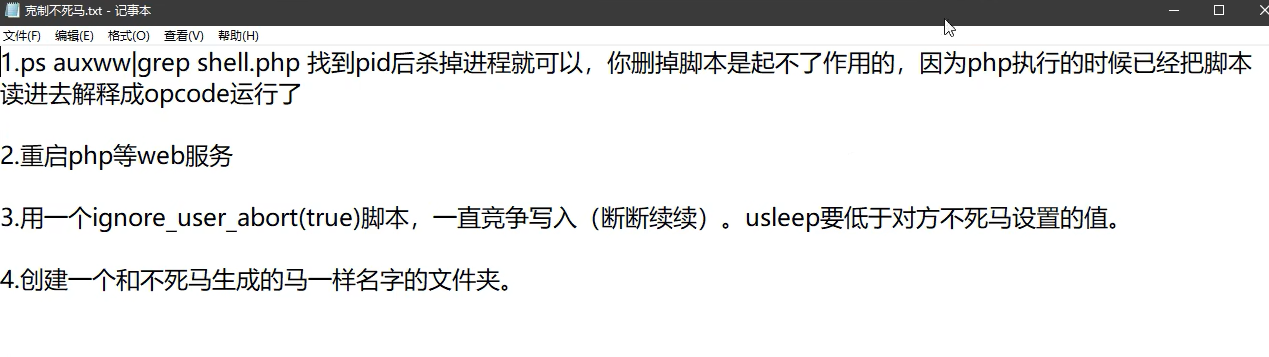 克制不死马.txt - 记事本
文件(F) 编辑(E) 格式(O) 查看(V) 帮助(H)
1.ps auxww|grep shell.php 找到pid后杀掉进程就可以，你删掉脚本是起不了作用的，因为php执行的时候已经把脚本
读进去解释成opcode运行了
2.重启php等web服务
3.用一个ignore_user_abort(true)脚本，一直竞争写入（断断续续）。usleep要低于对方不死马设置的值。
4.创建一个和不死马生成的马一样名字的文件夹。